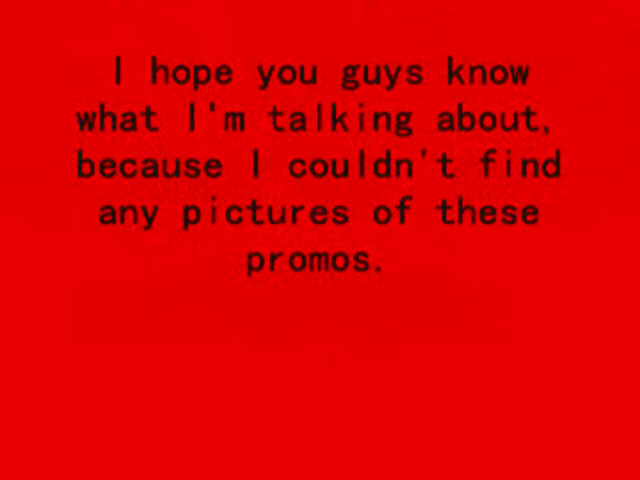 I hope you guys know
what I'm talking about,
because I couldn't find
any pictures of these
promos.